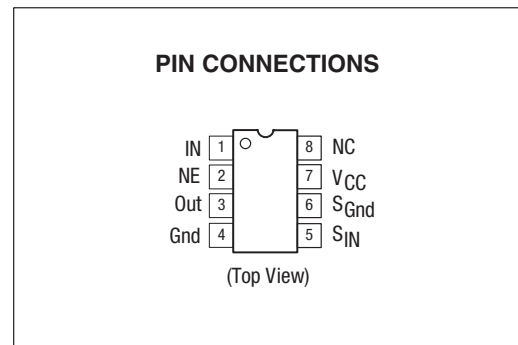 PIN CONNECTIONS
IN 1 8 NC
NE 2 7 VCC
Out 3 6 SGnd
Gnd 4 5 SIN
(Top View)